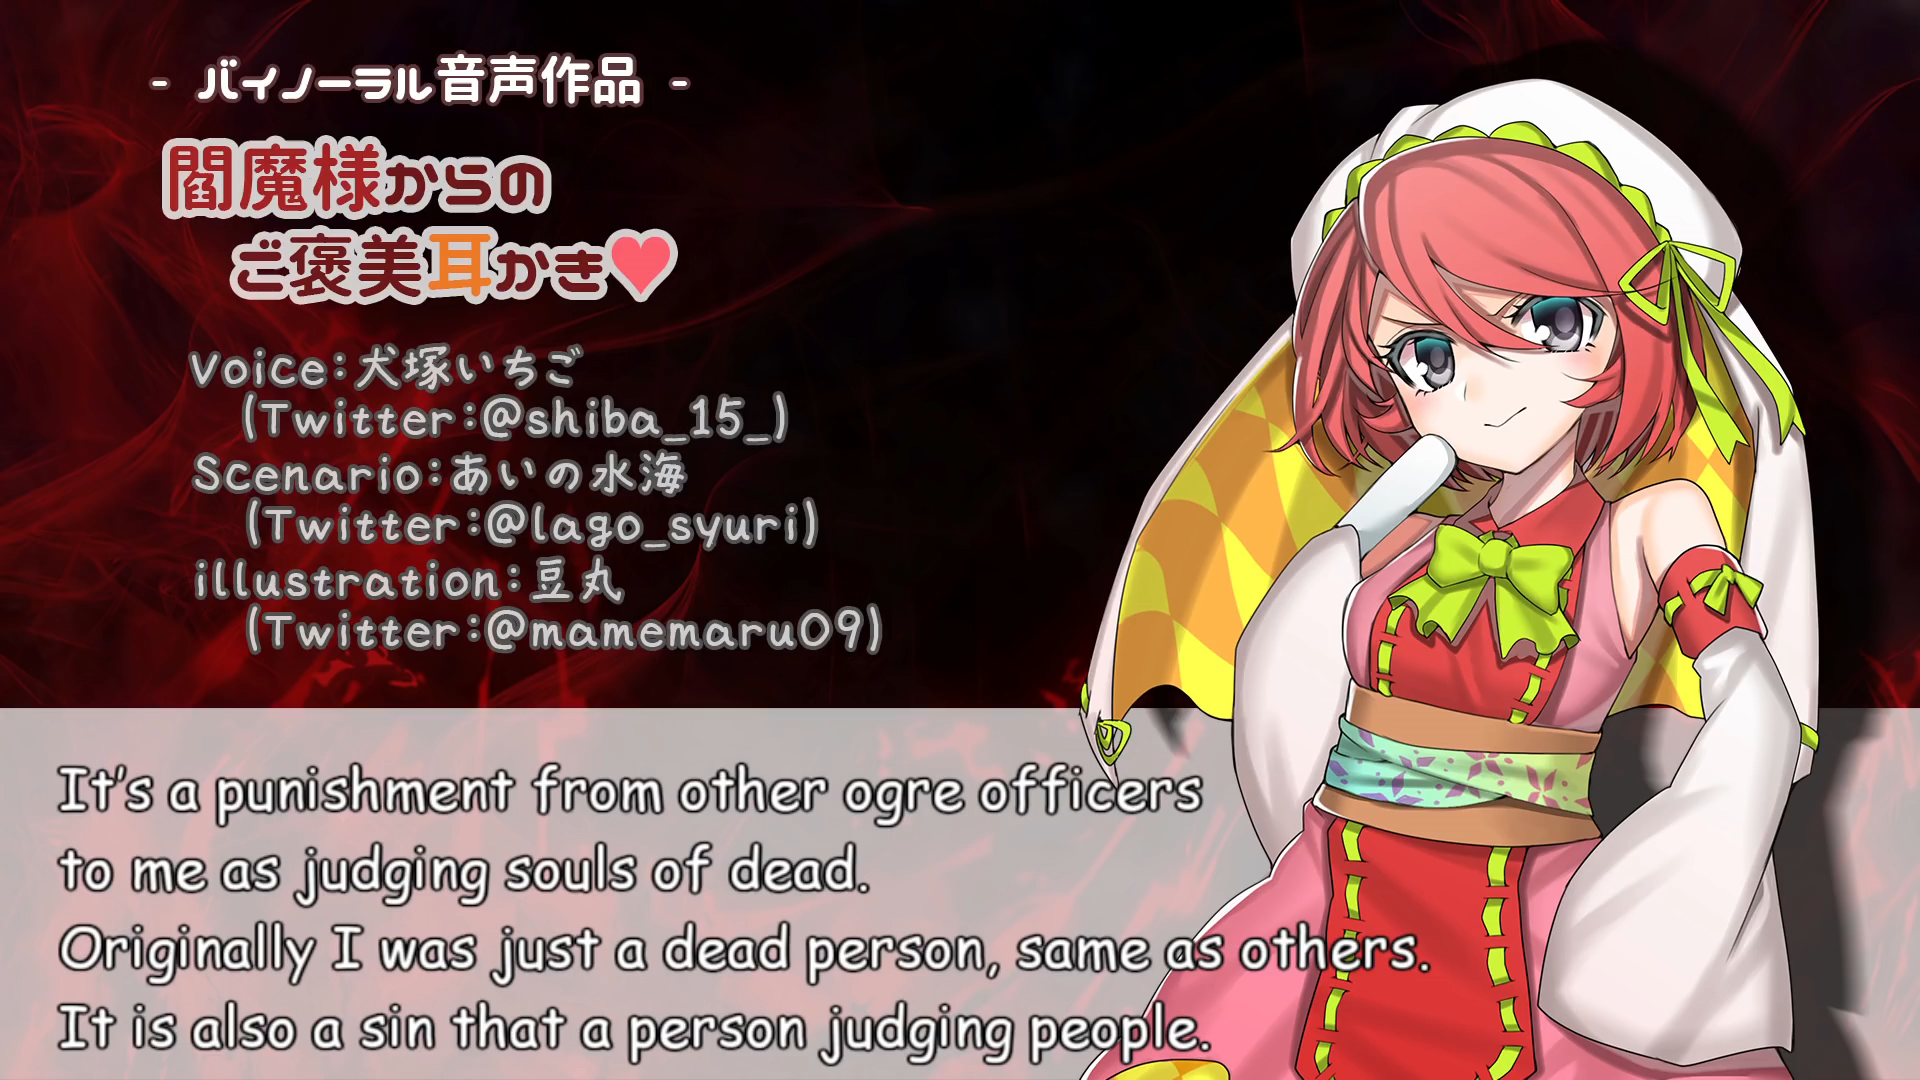 - バイノーラル音声作品 -
閻魔様からの
ご褒美耳かき♥
Voice:犬塚いちご
(Twitter:@shiba_15_)
Scenario:あいの水海
(Twitter:@lago_syuri)
illustration:豆丸
(Twitter:@mamemaru09)
It's a punishment from other ogre officers
to me as judging souls of dead.
Originally I was just a dead person, same as others.
It is also a sin that a person judging people.